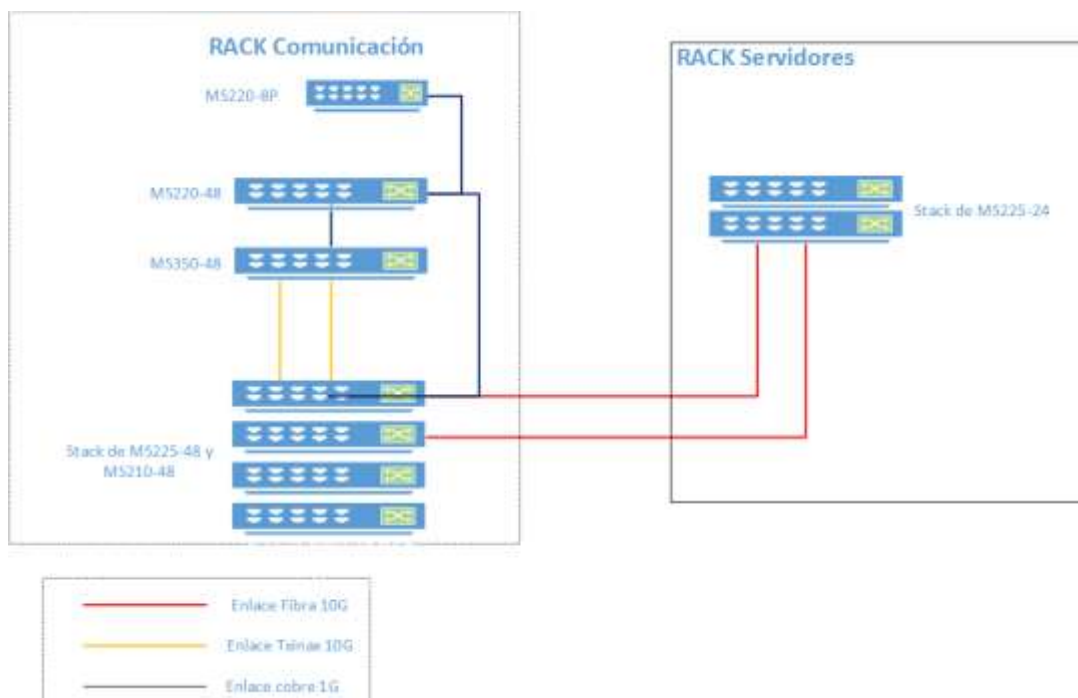 RACK Comunicación
MS220-8P
MS220-48
MS350-48
Stack de MS225-48 y
MS210-48
RACK Servidores
Stack de MS225-24
Enlace Fibra 10G
Enlace 10G
Enlace cobre 1G